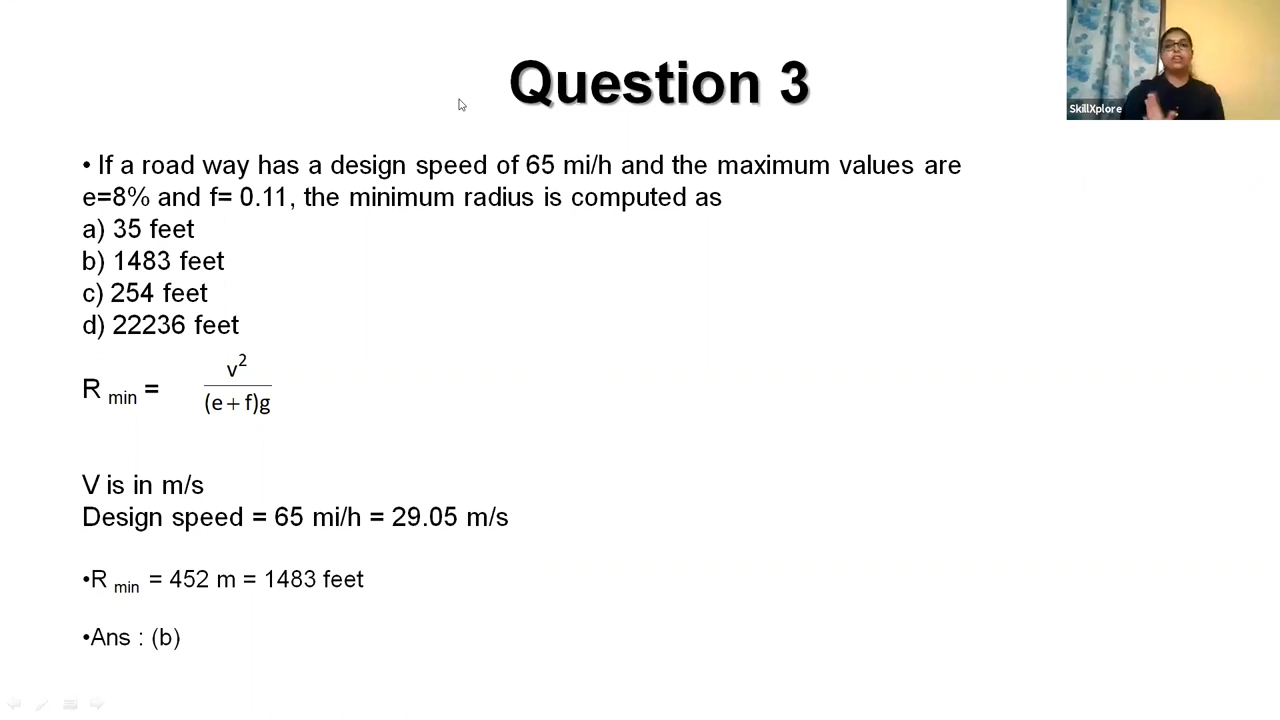 Question 3
SkillXplore
• If a road way has a design speed of 65 mi/h and the maximum values are
e=8% and f= 0.11, the minimum radius is computed as
a) 35 feet
b) 1483 feet
c) 254 feet
d) 22236 feet
R min = v² / (e + f)g
V is in m/s
Design speed = 65 mi/h = 29.05 m/s
•R min = 452 m = 1483 feet
•Ans : (b)